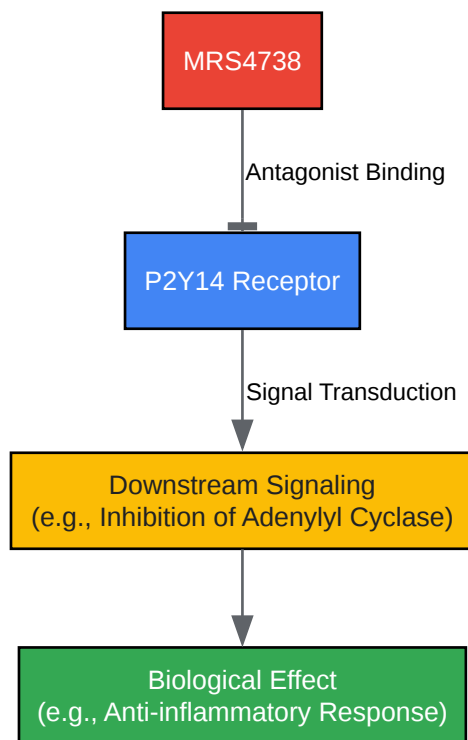 MRS4738
Antagonist Binding
P2Y14 Receptor
Signal Transduction
Downstream Signaling
(e.g., Inhibition of Adenylyl Cyclase)
Biological Effect
(e.g., Anti-inflammatory Response)